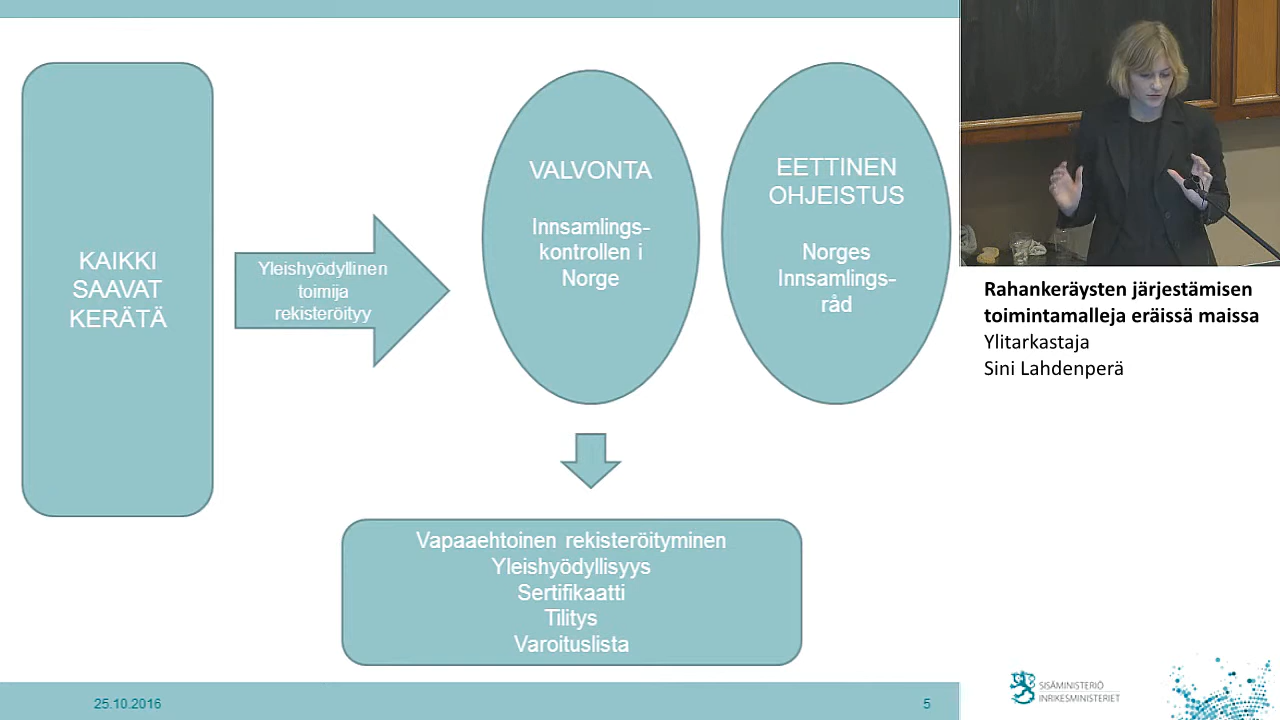 KAIKKI
SAAVAT
KERÄTÄ
Yleishyödyllinen
toimija
rekisteröityy
VALVONTA
Innsamlings-
kontrollen i
Norge
EETTINEN
OHJEISTUS
Norges
Innsamlings-
råd
Vapaaehtoinen rekisteröityminen
Yleishyödyllisyys
Sertifikaatti
Tilitys
Varoituslista
25.10.2016
5
Rahankeräysten järjestämisen
toimintamalleja eräissä maissa
Ylitarkastaja
Sini Lahdenperä
SISÄMINISTERIÖ
INRIKESMINISTERIET